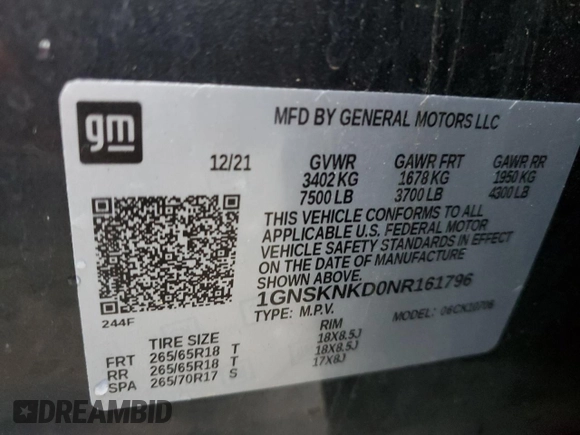 gm
MFD BY GENERAL MOTORS LLC
12/21 GVWR GAWR FRT GAWR RR
3402 KG 1678 KG 1950 KG
7500 LB 3700 LB 4300 LB
THIS VEHICLE CONFORMS TO ALL
APPLICABLE U.S. FEDERAL MOTOR
VEHICLE SAFETY STANDARDS IN EFFECT
ON THE DATE OF MANUFACTURE
SHOWN ABOVE.
1GNSKNKD0NR161796
TYPE: M.P.V. MODEL: 06CK10706
244F
TIRE SIZE RIM
FRT 265/65R18 T 18X8.5J
RR 265/65R18 T 18X8.5J
SPA 265/70R17 S 17X8J
DREAMBID